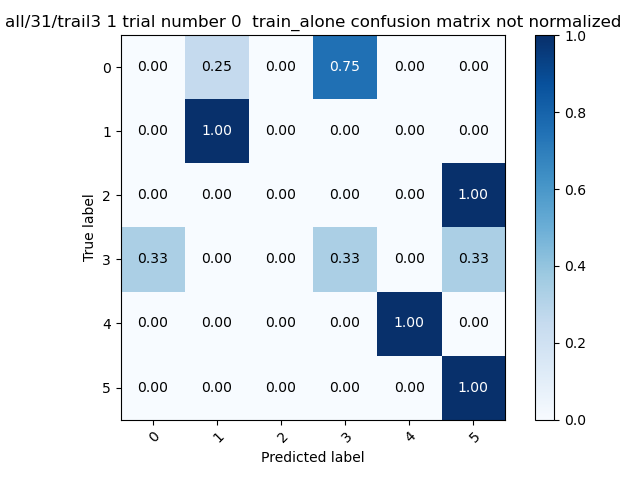 all/31/trail3 1 trial number 0  train_alone confusion matrix not normalized
0 0.00 0.25 0.00 0.75 0.00 0.00
1 0.00 1.00 0.00 0.00 0.00 0.00
2 0.00 0.00 0.00 0.00 0.00 1.00
3 0.33 0.00 0.00 0.33 0.00 0.33
4 0.00 0.00 0.00 0.00 1.00 0.00
5 0.00 0.00 0.00 0.00 0.00 1.00
0 1 2 3 4 5
True label
Predicted label
1.0
0.8
0.6
0.4
0.2
0.0